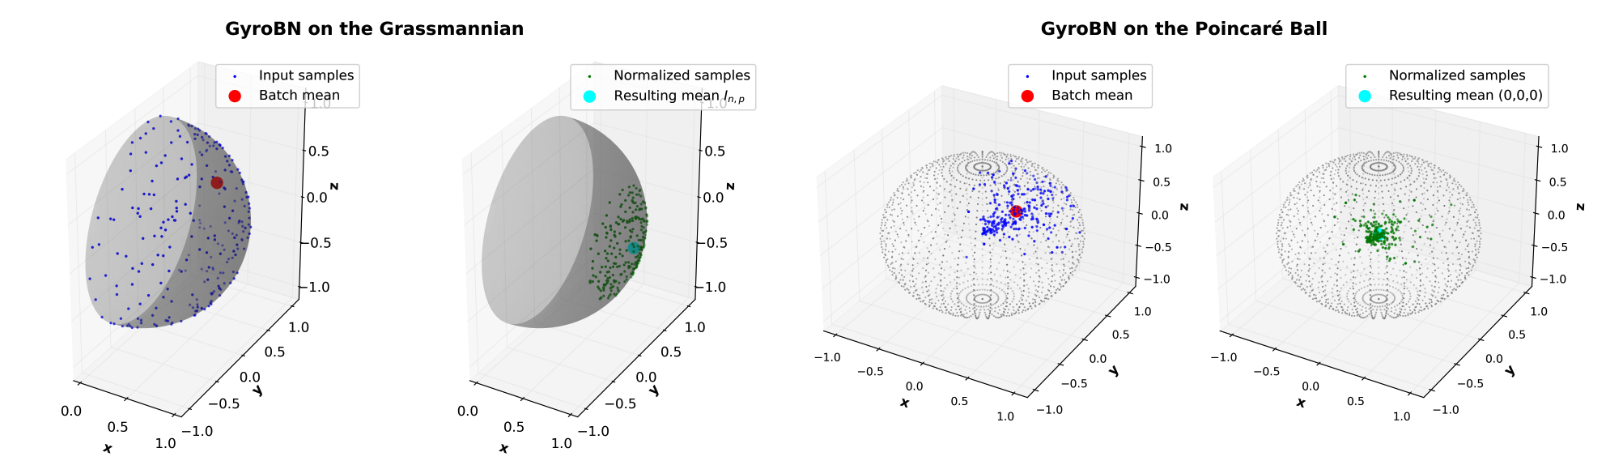 GyroBN on the Grassmannian
Input samples
Batch mean
1.0
0.5
0.0
−0.5
−1.0
z
1.0
0.5
0.0
−0.5
−1.0
y
0.0
0.5
1.0
x
Normalized samples
Resulting mean I_{n,p}
1.0
0.5
0.0
−0.5
−1.0
z
1.0
0.5
0.0
−0.5
−1.0
y
0.0
0.5
1.0
x
GyroBN on the Poincaré Ball
Input samples
Batch mean
1.0
0.5
0.0
−0.5
−1.0
z
1.0
0.5
0.0
−0.5
−1.0
y
−1.0
−0.5
0.0
0.5
1.0
x
Normalized samples
Resulting mean (0,0,0)
1.0
0.5
0.0
−0.5
−1.0
z
1.0
0.5
0.0
−0.5
−1.0
y
−1.0
−0.5
0.0
0.5
1.0
x